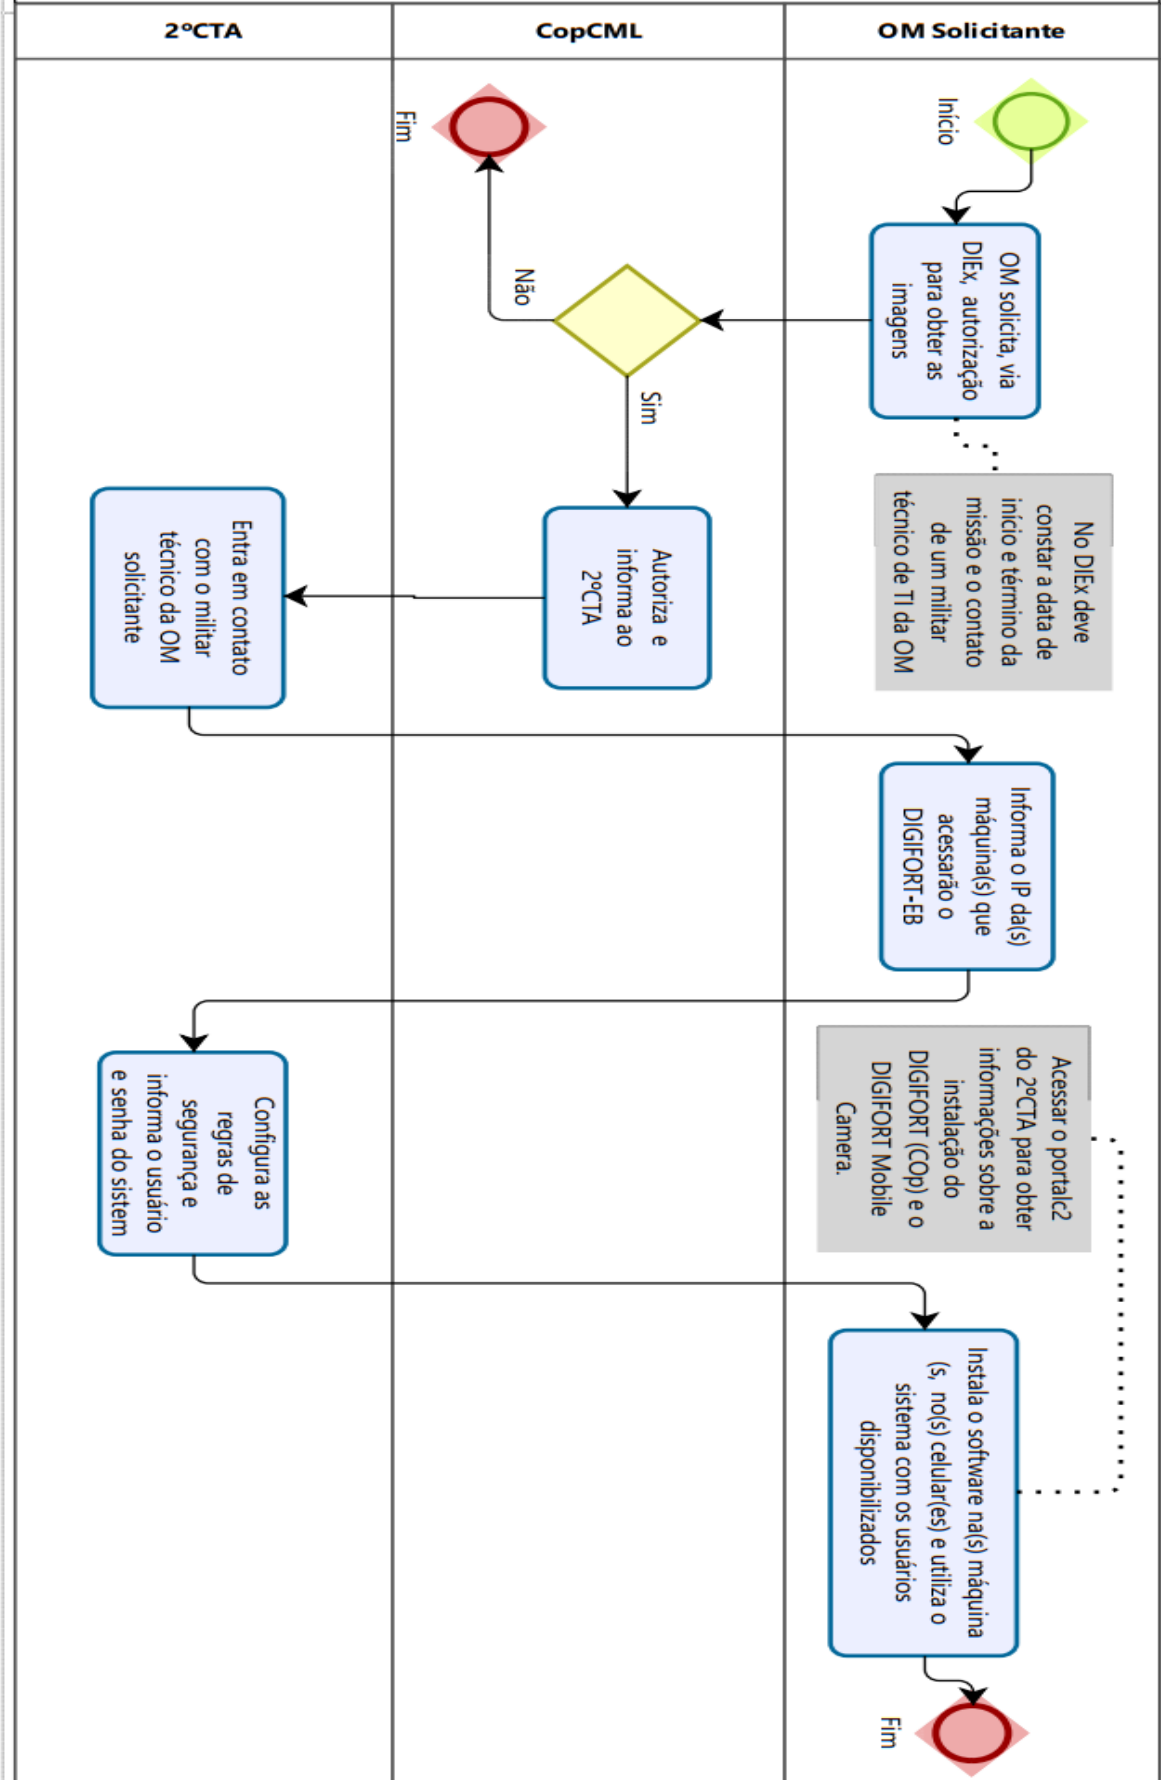 2ºCTA
CopCML
OM Solicitante
Início
OM solicita, via
DIEx, autorização
para obter as
imagens
No DIEx deve
constar a data de
início e término da
missão e o contato
de um militar
técnico de TI da OM
Fim
Não
Sim
Autoriza e
informa ao
2ºCTA
Entra em contato
com o militar
técnico da OM
solicitante
Informa o IP da(s)
máquina(s) que
acessarão o
DIGIFORT-EB
Configura as
regras de
segurança e
informa o usuário
e senha do sistem
Acessar o portalc2
do 2ºCTA para obter
informações sobre a
instalação do
DIGIFORT (COp) e o
DIGIFORT Mobile
Camera.
Instala o software na(s) máquina
(s, no(s) celular(es) e utiliza o
sistema com os usuários
disponibilizados
Fim